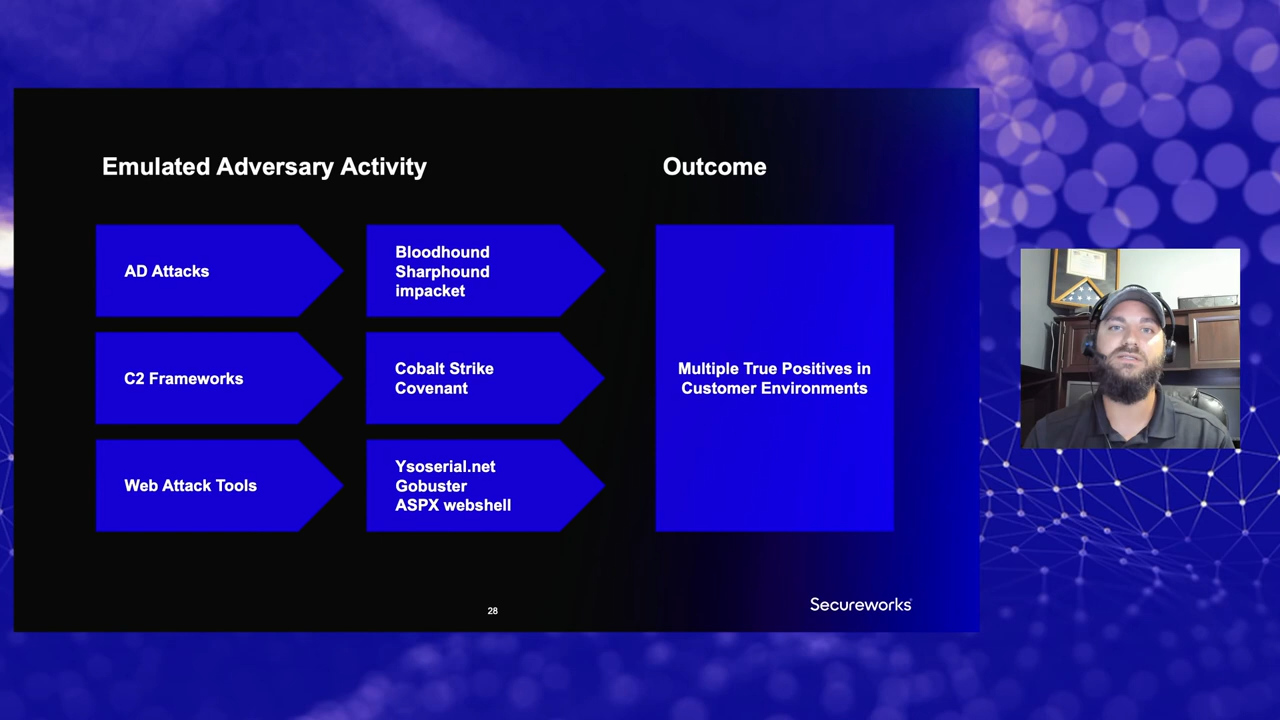 Emulated Adversary Activity
Outcome
AD Attacks
Bloodhound
Sharphound
impacket
C2 Frameworks
Cobalt Strike
Covenant
Multiple True Positives in
Customer Environments
Web Attack Tools
Ysoserial.net
Gobuster
ASPX webshell
28
Secureworks